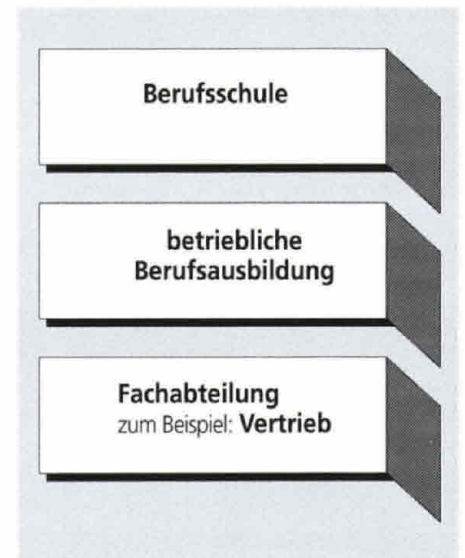 Berufsschule
betriebliche
Berufsausbildung
Fachabteilung
zum Beispiel: Vertrieb